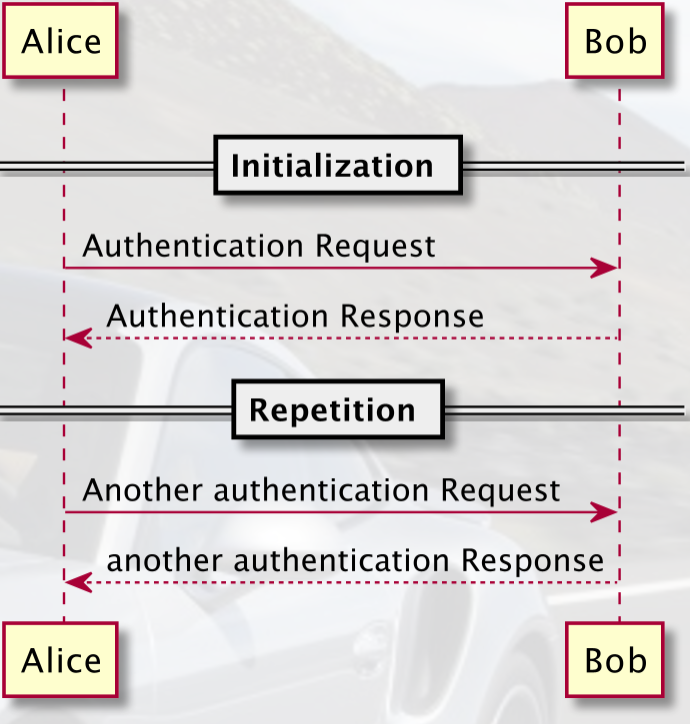 Alice
Bob
Initialization
Authentication Request
Authentication Response
Repetition
Another authentication Request
another authentication Response
Alice
Bob